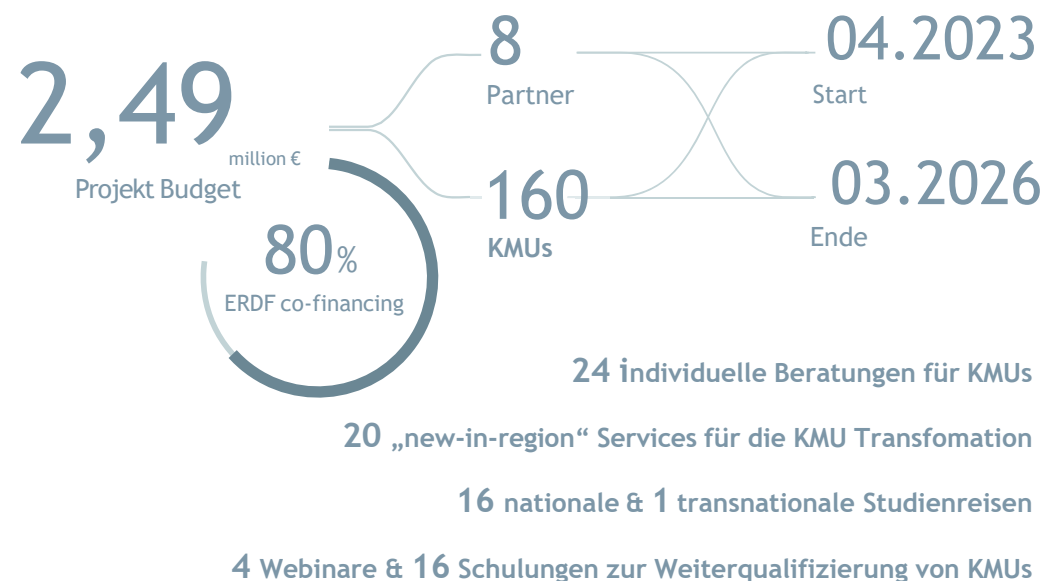 2,49
million €
Projekt Budget
80%
ERDF co-financing
8
Partner
160
KMUs
04.2023
Start
03.2026
Ende
24 individuelle Beratungen für KMUs
20 „new-in-region“ Services für die KMU Transfomation
16 nationale & 1 transnationale Studienreisen
4 Webinare & 16 Schulungen zur Weiterqualifizierung von KMUs